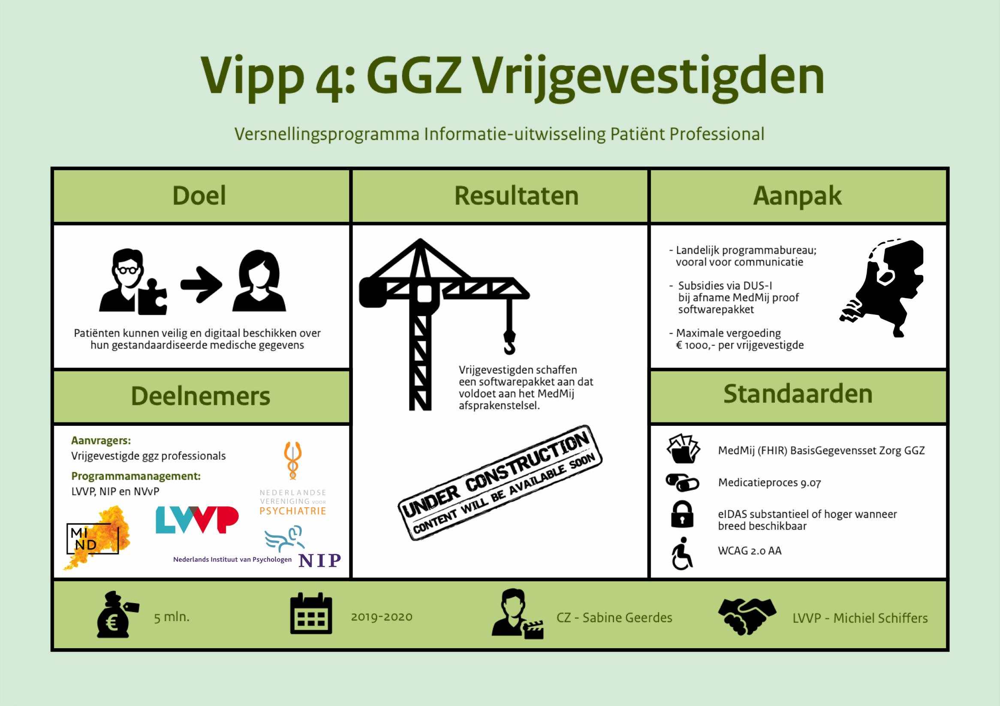 Vipp 4: GGZ Vrijgevestigden
Versnellingsprogramma Informatie-uitwisseling Patiënt Professional
Doel
Patiënten kunnen veilig en digitaal beschikken over
hun gestandaardiseerde medische gegevens
Deelnemers
Aanvragers:
Vrijgevestigde ggz professionals
Programmamanagement:
LVVP, NIP en NVvP
NEDERLANDSE
VERENIGING VOOR
PSYCHIATRIE
MI
ND
LVVP
Nederlands Instituut van Psychologen NIP
Resultaten
Vrijgevestigden schaffen
een softwarepakket aan dat
voldoet aan het MedMij
afsprakenstelsel.
UNDER CONSTRUCTION
CONTENT WILL BE AVAILABLE SOON
Aanpak
- Landelijk programmabureau;
vooral voor communicatie
- Subsidies via DUS-I
bij afname MedMij proof
softwarepakket
- Maximale vergoeding
€ 1000,- per vrijgevestigde
Standaarden
MedMij (FHIR) BasisGegevensset Zorg GGZ
Medicatieproces 9.07
eIDAS substantieel of hoger wanneer
breed beschikbaar
WCAG 2.0 AA
€
5 mln.
2019-2020
CZ - Sabine Geerdes
LVVP - Michiel Schiffers